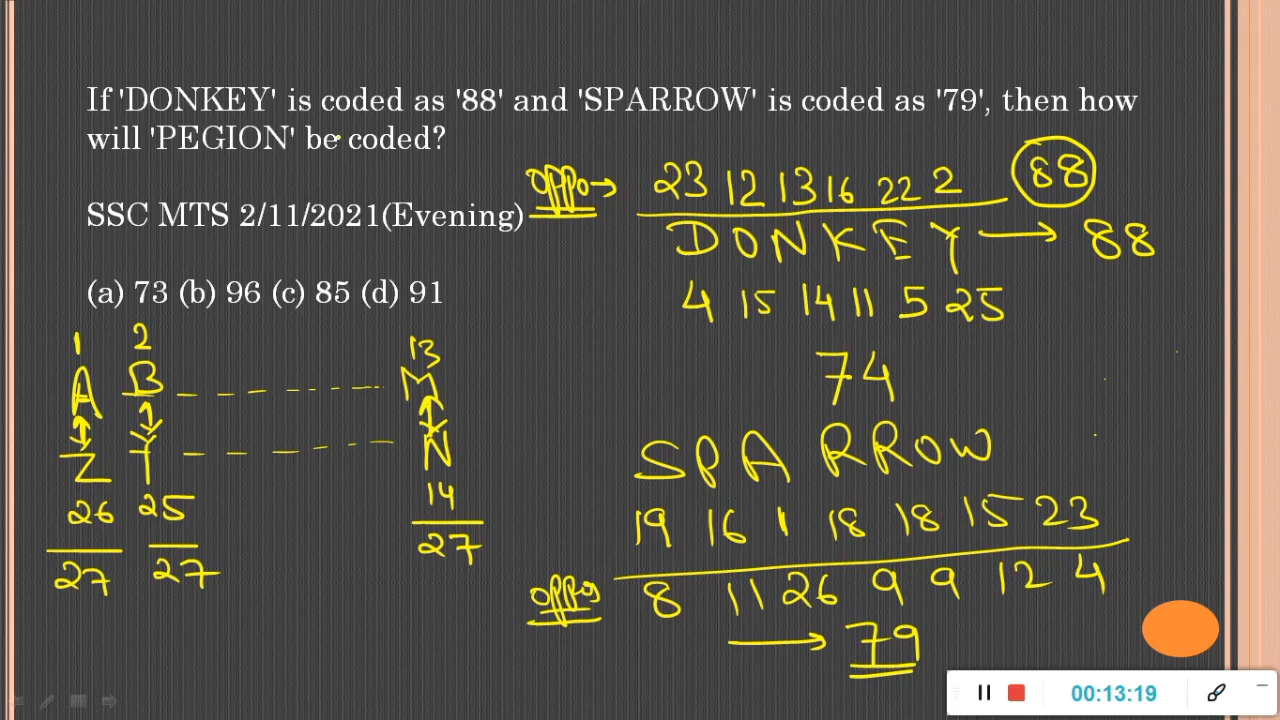 If 'DONKEY' is coded as '88' and 'SPARROW' is coded as '79', then how
will 'PEGION' be coded?
SSC MTS 2/11/2021(Evening)
(a) 73 (b) 96 (c) 85 (d) 91
oppo→ 23 12 13 16 22 2 88
DONKEY → 88
4 15 14 11 5 25
74
SPARROW
19 16 1 18 18 15 23
oppos 8 11 26 9 9 12 4
→ 79
1 2 13
A B M
Z Y N
26 25 14
27 27 27
00:13:19